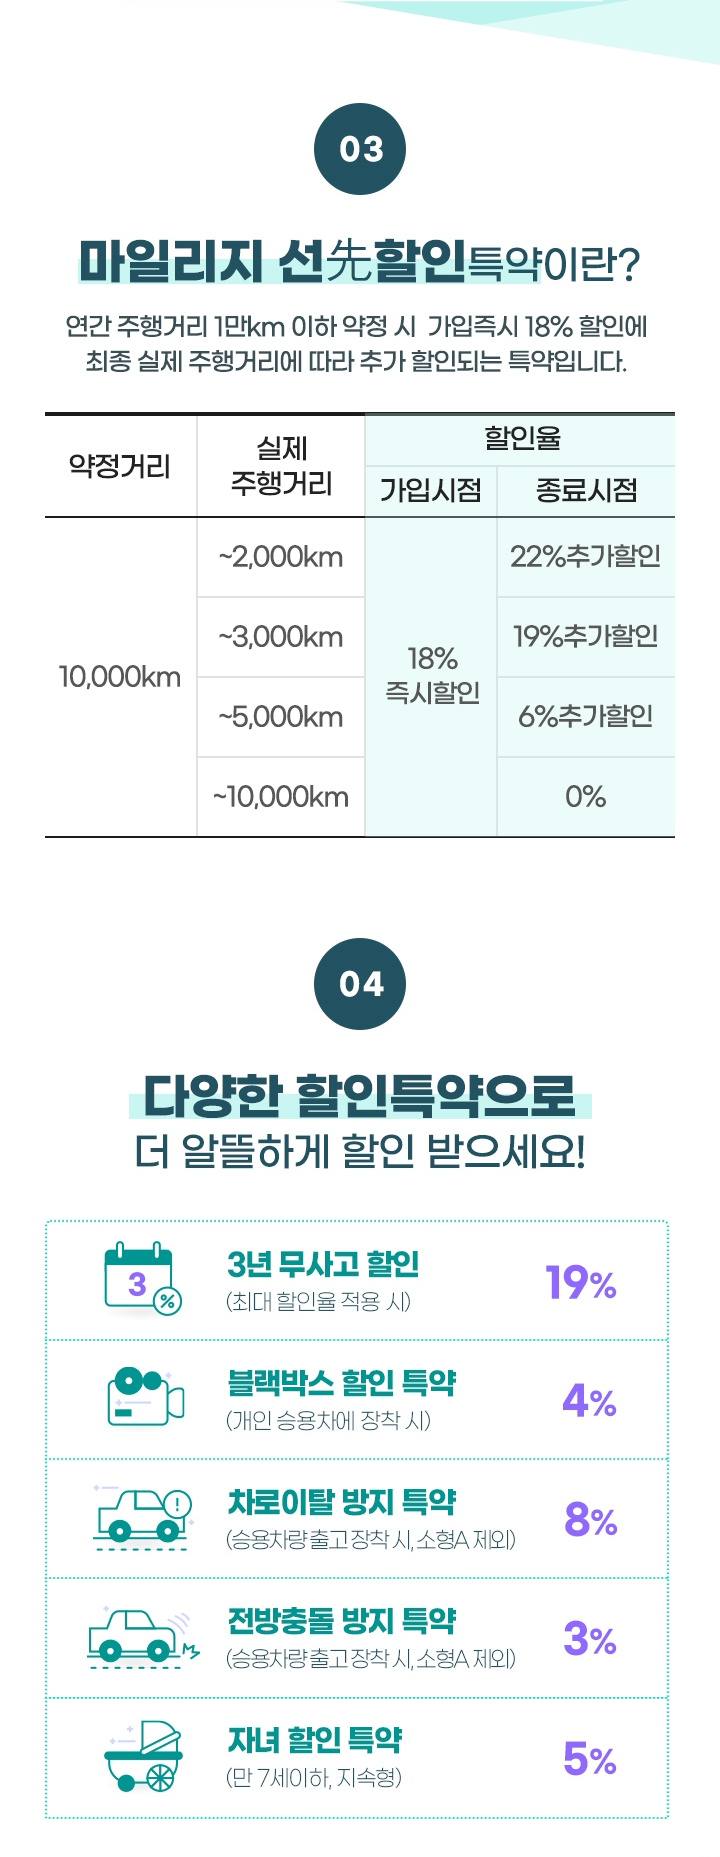 03
마일리지 선先할인특약이란?
연간 주행거리 1만km 이하 약정 시 가입즉시 18% 할인에
최종 실제 주행거리에 따라 추가 할인되는 특약입니다.
약정거리
실제
주행거리
할인율
가입시점
종료시점
10,000km
~2,000km
~3,000km
~5,000km
~10,000km
18%
즉시할인
22%추가할인
19%추가할인
6%추가할인
0%
04
다양한 할인특약으로
더 알뜰하게 할인 받으세요!
3
%
3년 무사고 할인
(최대 할인율 적용 시)
19%
블랙박스 할인 특약
(개인 승용차에 장착 시)
4%
!
차로이탈 방지 특약
(승용차량 출고 장착 시, 소형A 제외)
8%
전방충돌 방지 특약
(승용차량 출고 장착 시, 소형A 제외)
3%
자녀 할인 특약
(만 7세이하, 지속형)
5%